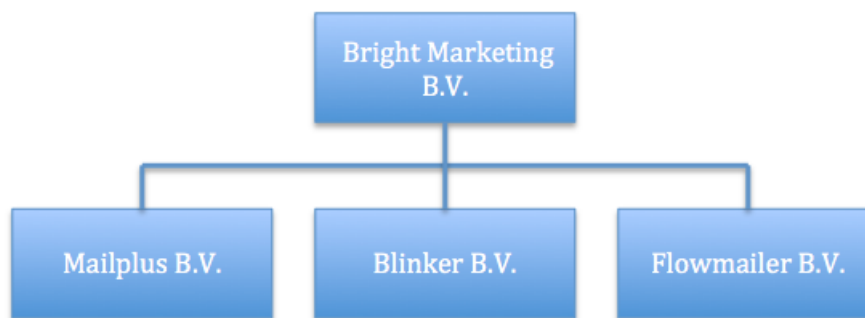 Bright Marketing
B.V.
Mailplus B.V.
Blinker B.V.
Flowmailer B.V.